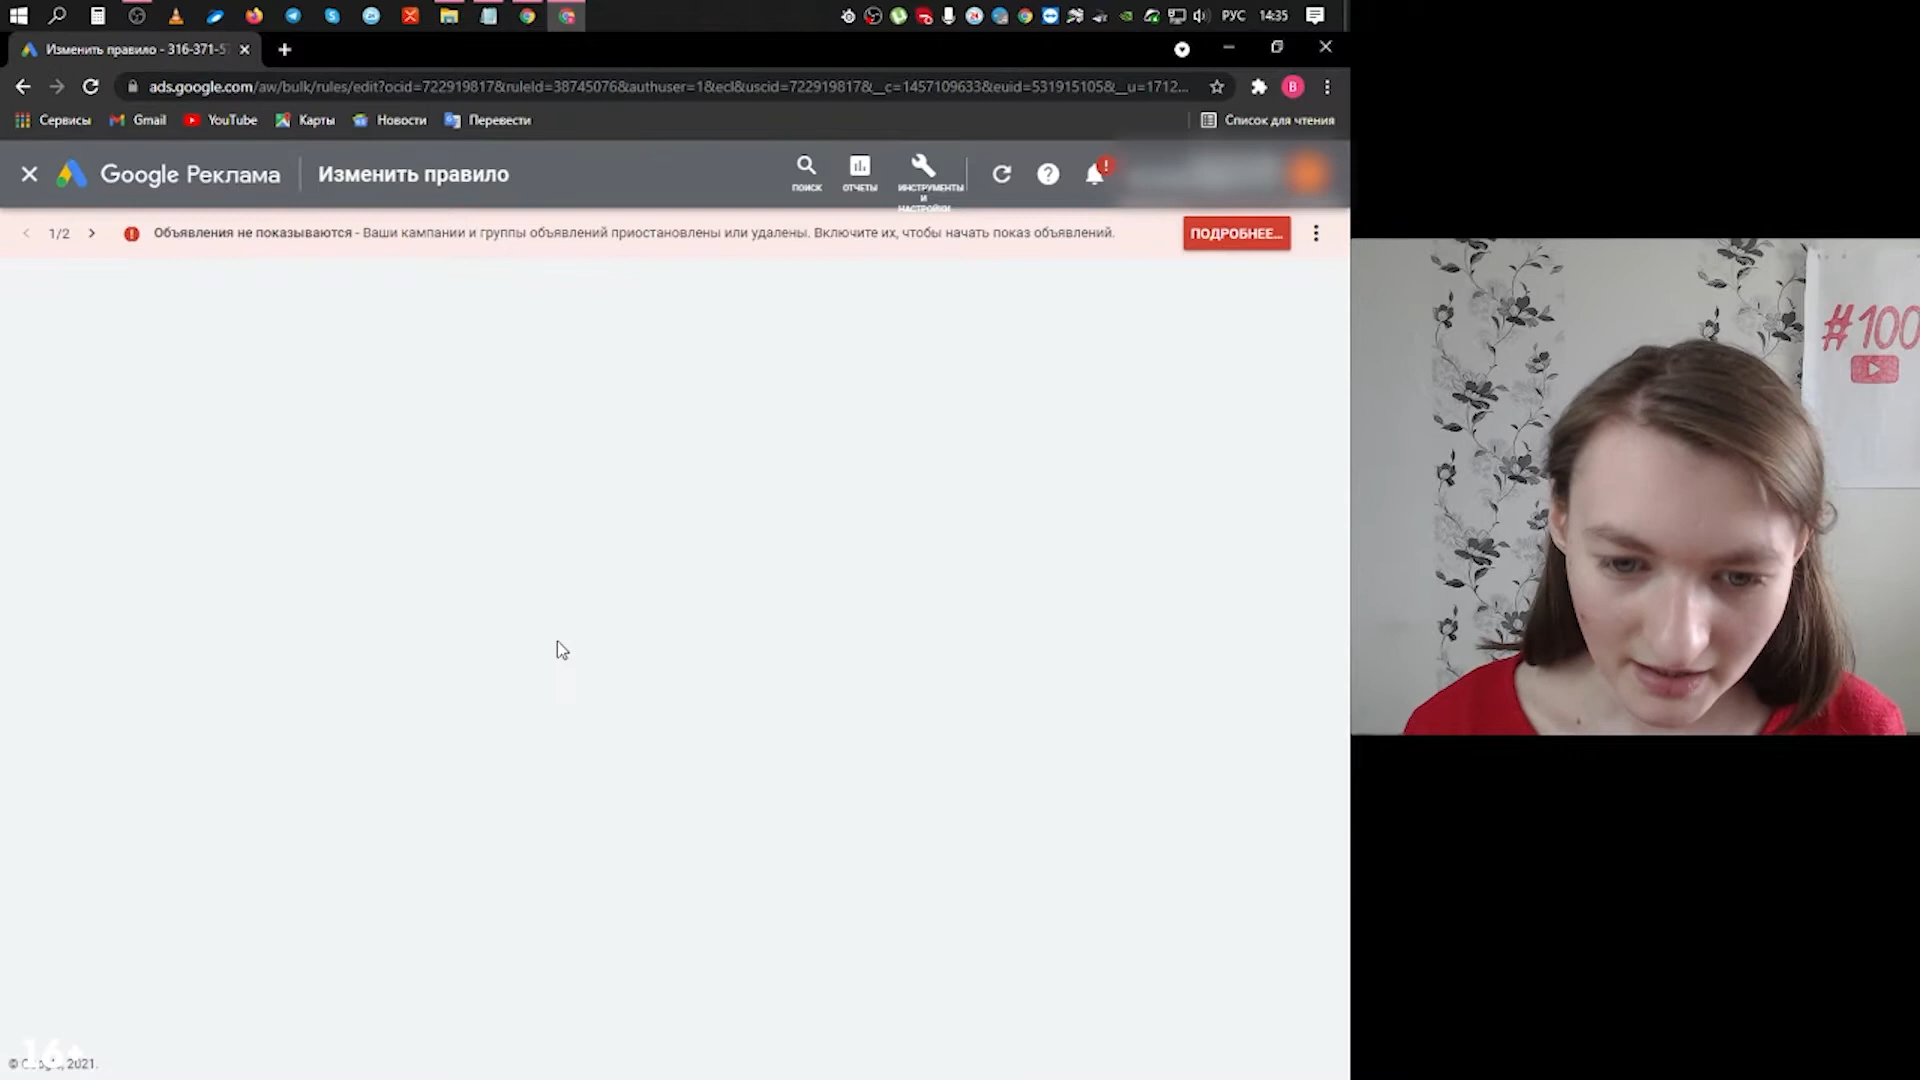 РУС 14:35
Изменить правило - 316-371-5
ads.google.com/aw/bulk/rules/edit?ocid=722919817&ruleId=38745076&authuser=1&ecl&uscid=722919817&__c=1457109633&euid=531915105&__u=1712...
B
Сервисы Gmail YouTube Карты Новости Перевести Список для чтения
Google Реклама Изменить правило
ПОИСК ОТЧЕТЫ ИНСТРУМЕНТЫ И НАСТРОЙКИ
1/2 Объявления не показываются - Ваши кампании и группы объявлений приостановлены или удалены. Включите их, чтобы начать показ объявлений. ПОДРОБНЕЕ...
#100
16+
2021.